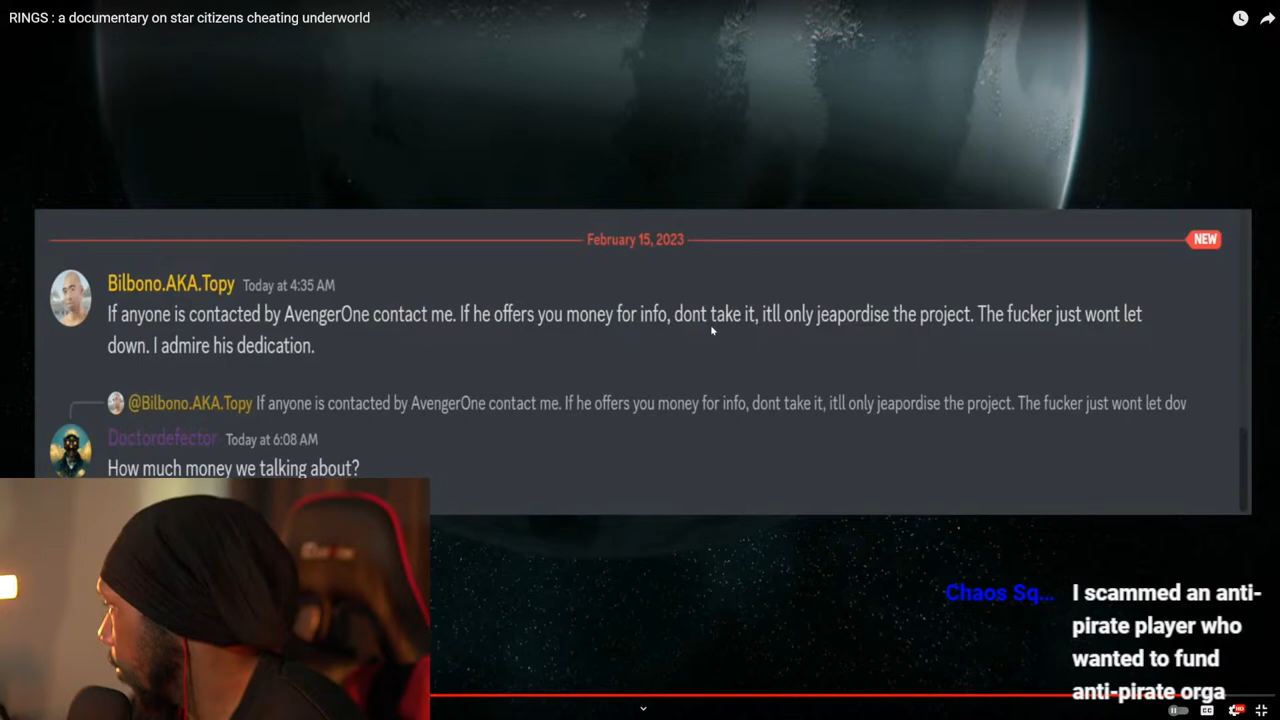 RINGS : a documentary on star citizens cheating underworld
February 15, 2023
NEW
Bilbono.AKA.Topy Today at 4:35 AM
If anyone is contacted by AvengerOne contact me. If he offers you money for info, dont take it, itll only jeapordise the project. The fucker just wont let
down. I admire his dedication.
@Bilbono.AKA.Topy If anyone is contacted by AvengerOne contact me. If he offers you money for info, dont take it, itll only jeapordise the project. The fucker just wont let dov
Doctordefector Today at 6:08 AM
How much money we talking about?
Chaos Sq... I scammed an anti-
pirate player who
wanted to fund
anti-pirate orga
CC HD